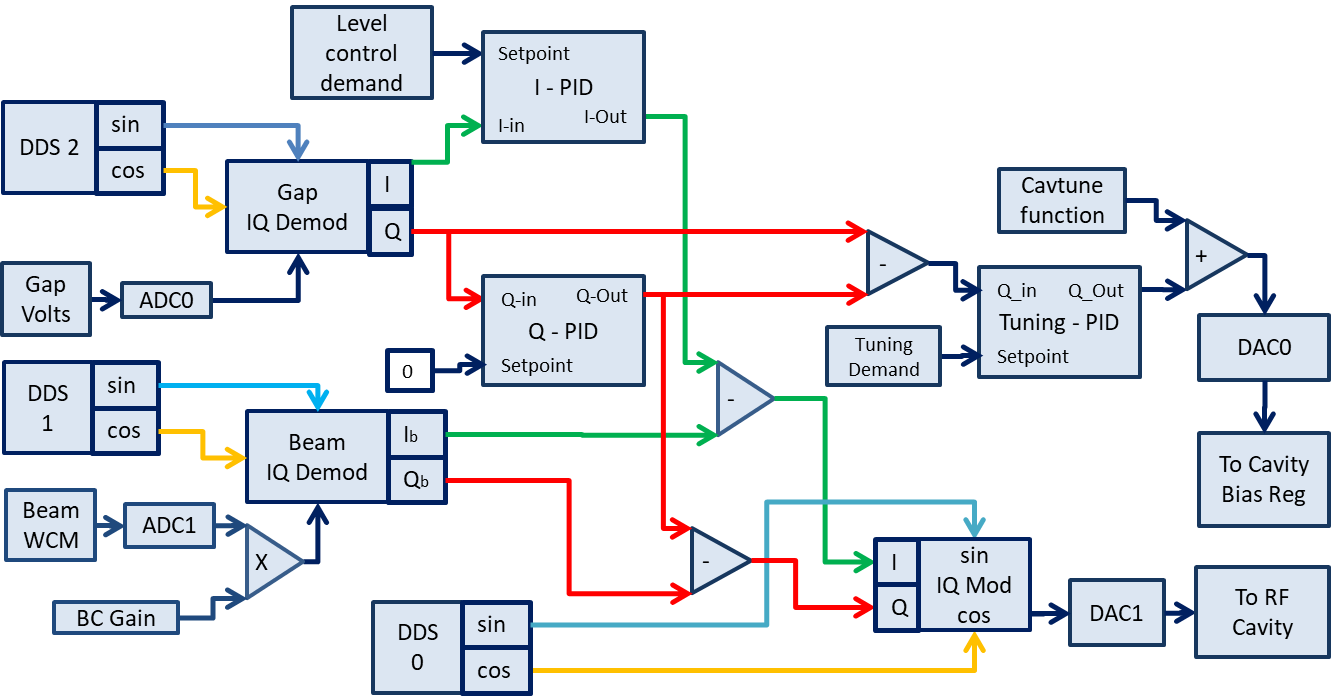 Level
control
demand
Setpoint
I - PID
I-in
I-Out
DDS 2
sin
cos
Gap
IQ Demod
I
Q
Gap
Volts
ADC0
Q-in
Q-Out
Q - PID
Setpoint
0
-
Cavtune
function
+
Q_in
Q_Out
Tuning - PID
Setpoint
Tuning
Demand
DAC0
To Cavity
Bias Reg
DDS
1
sin
cos
Beam
IQ Demod
Ib
Qb
-
Beam
WCM
ADC1
X
BC Gain
-
DDS
0
sin
cos
I
Q
sin
IQ Mod
cos
DAC1
To RF
Cavity